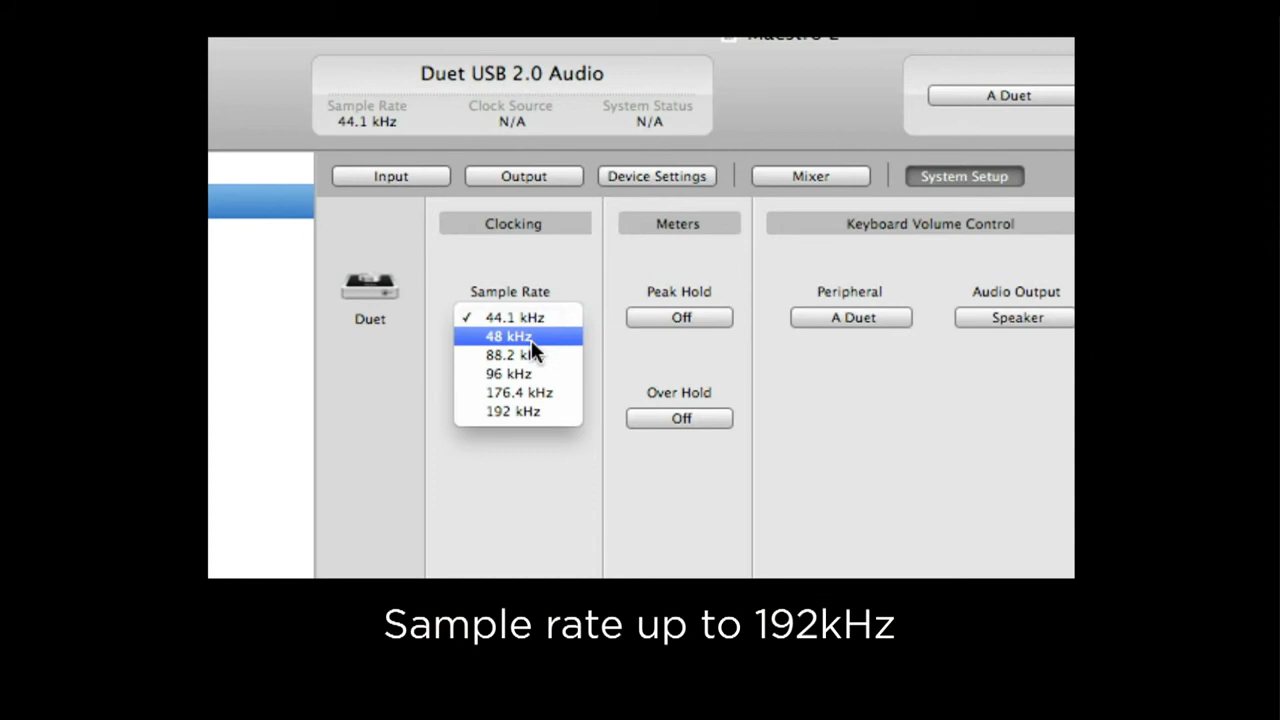 Duet USB 2.0 Audio
Sample Rate Clock Source System Status
44.1 kHz N/A N/A
A Duet
Input Output Device Settings Mixer System Setup
Clocking Meters Keyboard Volume Control
Sample Rate Peak Hold Peripheral Audio Output
✓ 44.1 kHz Off A Duet Speaker
48 kHz
88.2
96 kHz
176.4 kHz
192 kHz
Duet
Over Hold
Off
Sample rate up to 192kHz